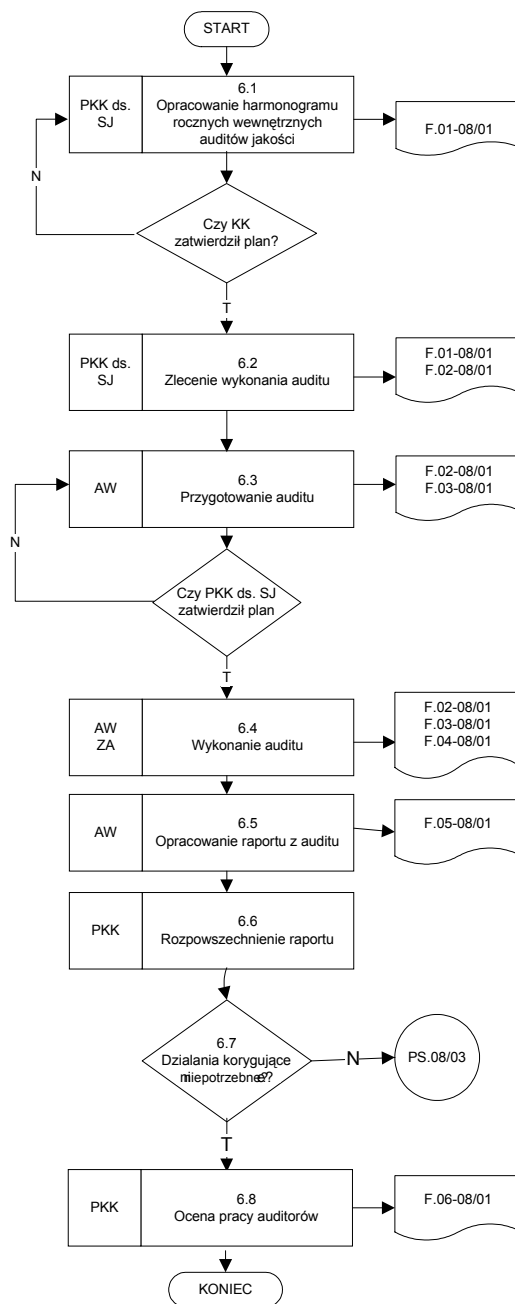 START
PKK ds.
SJ
6.1
Opracowanie harmonogramu
rocznych wewnętrznych
auditów jakości
F.01-08/01
N
Czy KK
zatwierdził plan?
T
PKK ds.
SJ
6.2
Zlecenie wykonania auditu
F.01-08/01
F.02-08/01
AW
6.3
Przygotowanie auditu
F.02-08/01
F.03-08/01
N
Czy PKK ds. SJ
zatwierdził plan
T
AW
ZA
6.4
Wykonanie auditu
F.02-08/01
F.03-08/01
F.04-08/01
AW
6.5
Opracowanie raportu z auditu
F.05-08/01
PKK
6.6
Rozpowszechnienie raportu
6.7
Działania korygujące
N
PS.08/03
T
PKK
6.8
Ocena pracy auditorów
F.06-08/01
KONIEC